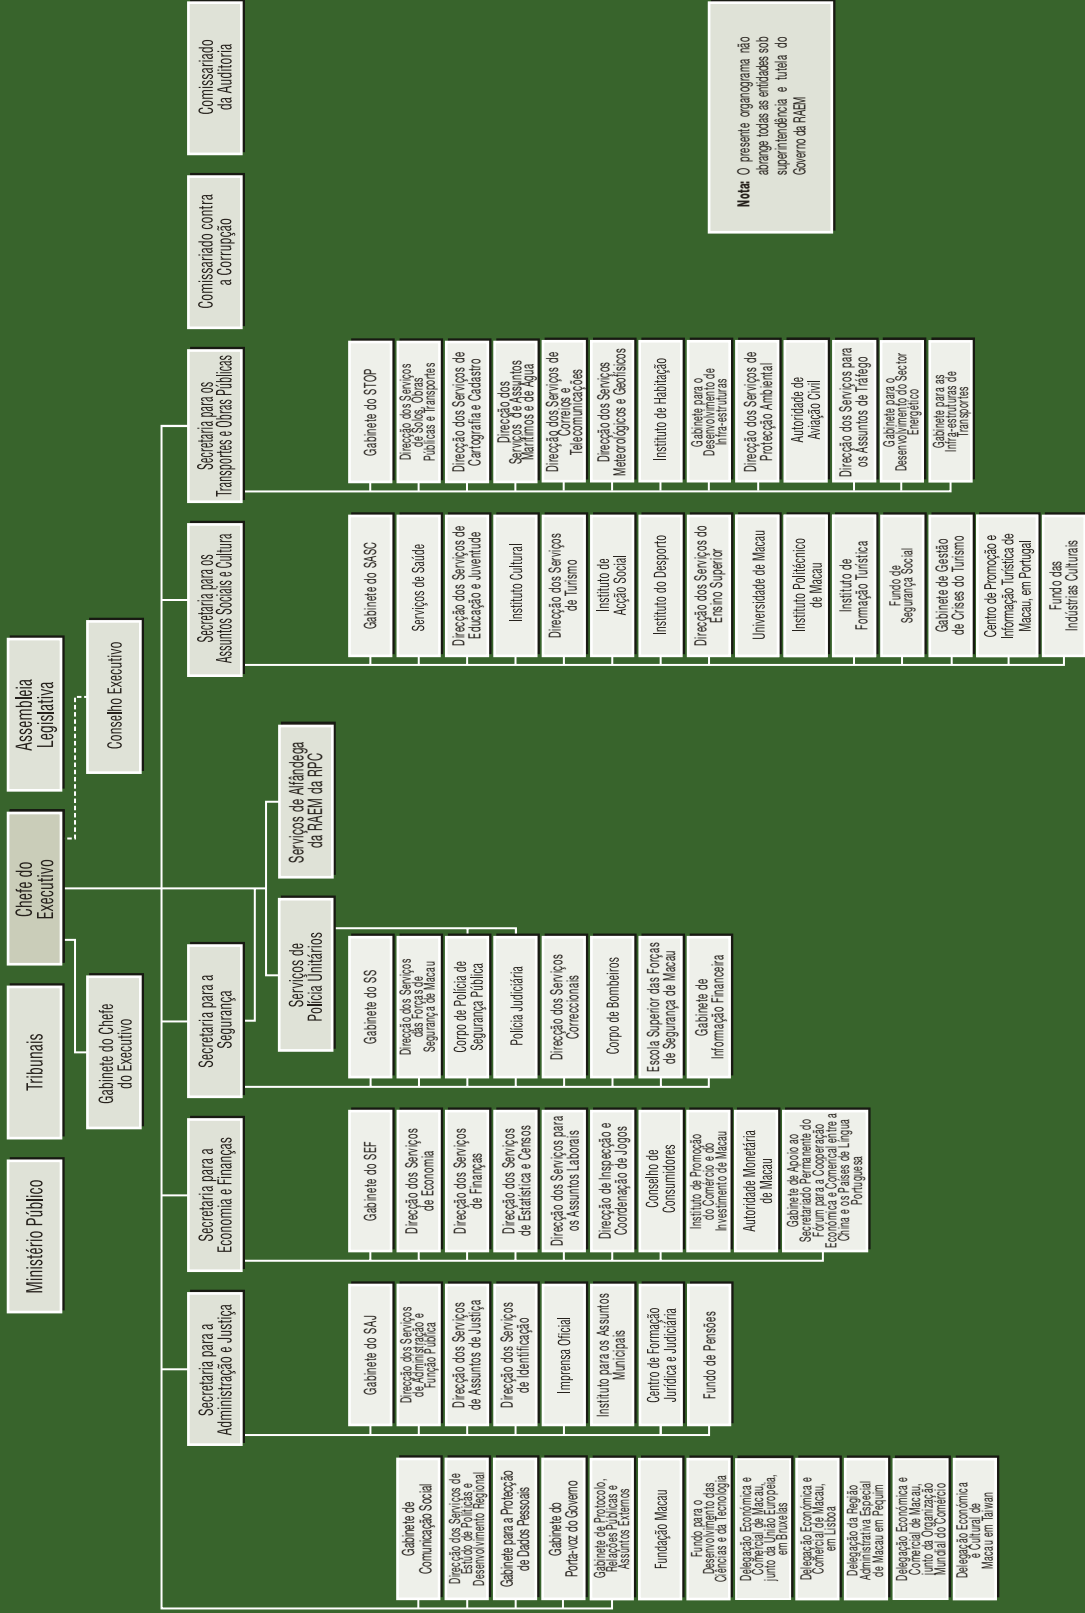 Ministério Público
Tribunais
Chefe do
Executivo
Assembleia
Legislativa
Gabinete do Chefe
do Executivo
Conselho Executivo
Secretaria para a
Administração e Justiça
Secretaria para a
Economia e Finanças
Secretaria para a
Segurança
Secretaria para os
Assuntos Sociais e Cultura
Secretaria para os
Transportes e Obras Públicas
Comissariado contra
a Corrupção
Comissariado
da Auditoria
Serviços de
Polícia Unitários
Serviços de Alfândega
da RAEM da RPC
Gabinete de
Comunicação Social
Direcção dos Serviços de
Estudo de Políticas e
Desenvolvimento Regional
Gabinete para a Protecção
de Dados Pessoais
Gabinete do
Porta-voz do Governo
Gabinete de Protocolo,
Relações Públicas e
Assuntos Externos
Fundação Macau
Fundo para o
Desenvolvimento das
Ciências e da Tecnologia
Delegação Económica e
Comercial de Macau,
junto da União Europeia,
em Bruxelas
Delegação Económica e
Comercial de Macau,
em Lisboa
Delegação da Região
Administrativa Especial
de Macau em Pequim
Delegação Económica e
Comercial de Macau,
junto da Organização
Mundial do Comércio
Delegação Económica
e Cultural de
Macau em Taiwan
Gabinete do SAJ
Direcção dos Serviços
de Administração e
Função Pública
Direcção dos Serviços
de Assuntos de Justiça
Direcção dos Serviços
de Identificação
Imprensa Oficial
Instituto para os Assuntos
Municipais
Centro de Formação
Jurídica e Judiciária
Fundo de Pensões
Gabinete do SEF
Direcção dos Serviços
de Economia
Direcção dos Serviços
de Finanças
Direcção dos Serviços
de Estatística e Censos
Direcção dos Serviços para
os Assuntos Laborais
Direcção de Inspecção e
Coordenação de Jogos
Conselho de
Consumidores
Instituto de Promoção
do Comércio e do
Investimento de Macau
Autoridade Monetária
de Macau
Gabinete de Apoio ao
Secretariado Permanente do
Fórum para a Cooperação
Económica e Comerical entre a
China e os Países de Língua
Portuguesa
Gabinete do SS
Direcção dos Serviços
das Forças de
Segurança de Macau
Corpo de Polícia de
Segurança Pública
Polícia Judiciária
Direcção dos Serviços
Correccionais
Corpo de Bombeiros
Escola Superior das Forças
de Segurança de Macau
Gabinete de
Informação Financeira
Gabinete do SASC
Serviços de Saúde
Direcção dos Serviços de
Educação e Juventude
Instituto Cultural
Direcção dos Serviços
de Turismo
Instituto de
Acção Social
Instituto do Desporto
Direcção dos Serviços do
Ensino Superior
Universidade de Macau
Instituto Politécnico
de Macau
Instituto de
Formação Turística
Fundo de
Segurança Social
Gabinete de Gestão
de Crises do Turismo
Centro de Promoção e
Informação Turística de
Macau, em Portugal
Fundo das
Indústrias Culturais
Gabinete do STOP
Direcção dos Serviços
de Solos, Obras
Públicas e Transportes
Direcção dos Serviços de
Cartografia e Cadastro
Direcção dos
Serviços de Assuntos
Marítimos e de Água
Direcção dos Serviços de
Correios e
Telecomunicações
Direcção dos Serviços
Meteorológicos e Geofísicos
Instituto de Habitação
Gabinete para o
Desenvolvimento de
Infra-estruturas
Direcção dos Serviços de
Protecção Ambiental
Autoridade de
Aviação Civil
Direcção dos Serviços para
os Assuntos de Tráfego
Gabinete para o
Desenvolvimento do Sector
Energético
Gabinete para as
Infra-estruturas de
Transportes
Nota: O presente organograma não
abrange todas as entidades sob
superintendência e tutela do
Governo da RAEM